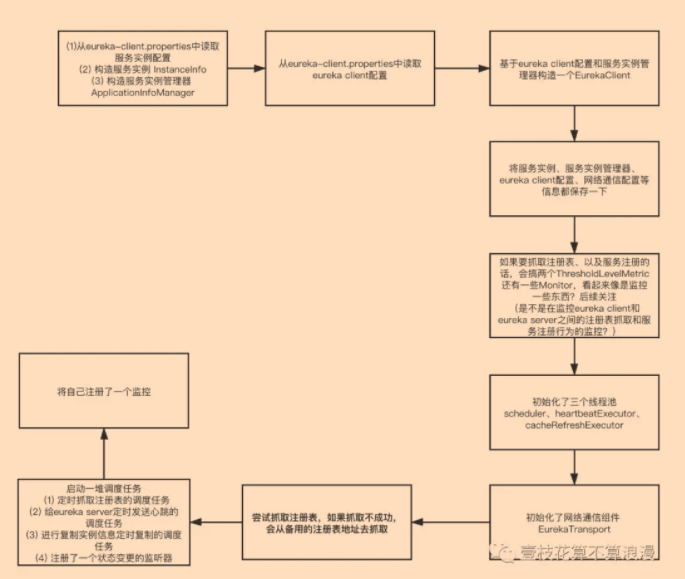 (1)从eureka-client.properties中读取
服务实例配置
(2) 构造服务实例 InstanceInfo
(3) 构造服务实例管理器
ApplicationInfoManager
从eureka-client.properties中读取
eureka client配置
基于eureka client配置和服务实例管
理器构造一个EurekaClient
将服务实例、服务实例管理器、
eureka client配置、网络通信配置等
信息都保存一下
如果要抓取注册表、以及服务注册的
话，会搞两个ThresholdLevelMetric
还有一些Monitor，看起来像是监控
一些东西？后续关注
（是不是在监控eureka client和
eureka server之间的注册表抓取和服
务注册行为的监控？）
初始化了三个线程池
scheduler、heartbeatExecutor、
cacheRefreshExecutor
初始化了网络通信组件
EurekaTransport
尝试抓取注册表，如果抓取不成功，
会从备用的注册表地址去抓取
启动一堆调度任务
(1) 定时抓取注册表的调度任务
(2) 给eureka server定时发送心跳的
调度任务
(3) 进行复制实例信息定时复制的调度
任务
(4) 注册了一个状态变更的监听器
将自己注册了一个监控
壹枝花算不算浪漫